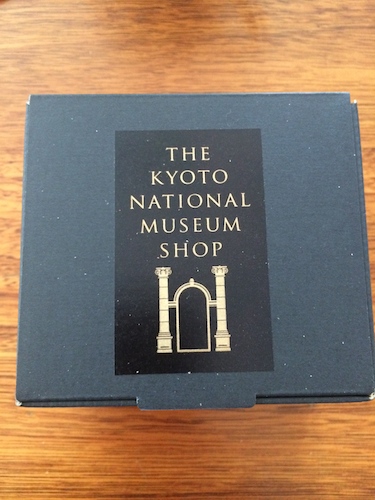 THE
KYOTO
NATIONAL
MUSEUM
SHOP